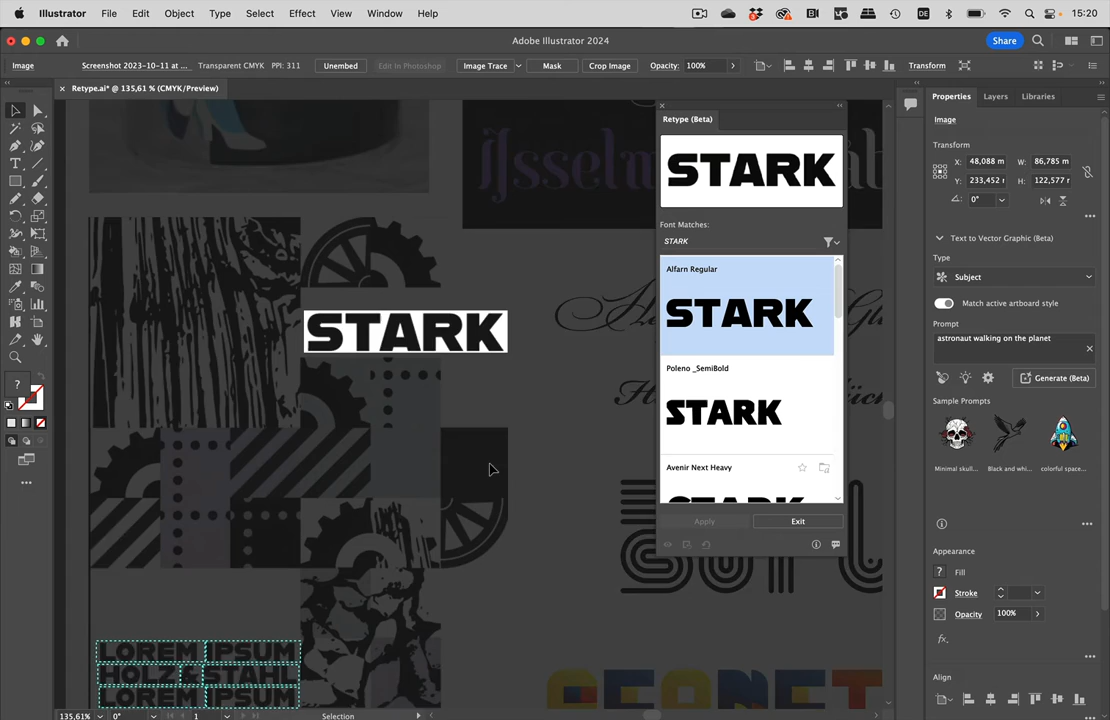 Illustrator File Edit Object Type Select Effect View Window Help
DE 15:20
Adobe Illustrator 2024
Share
Image Screenshot 2023-10-11 at ... Transparent CMYK PPI: 311 Unembed Edit in Photoshop Image Trace Mask Crop Image Opacity: 100% Transform
Retype.ai* @ 135,61 % (CMYK/Preview)
Retype (Beta)
STARK
Font Matches:
STARK
Alfarn Regular
STARK
Poleno _SemiBold
STARK
Avenir Next Heavy
STARK
Apply Exit
STARK
LOREM IPSUM
HOLZ & STAHL
LOREM IPSUM
GEONET
Properties Layers Libraries
Image
Transform
X: 48,088 m W: 86,785 m
Y: 233,452 r H: 122,577 r
0°
Text to Vector Graphic (Beta)
Type
Subject
Match active artboard style
Prompt
astronaut walking on the planet
Generate (Beta)
Sample Prompts
Minimal skull... Black and whi... colorful space...
Appearance
? Fill
Stroke
Opacity 100%
fx
Align
135,61% 0° 1 Selection